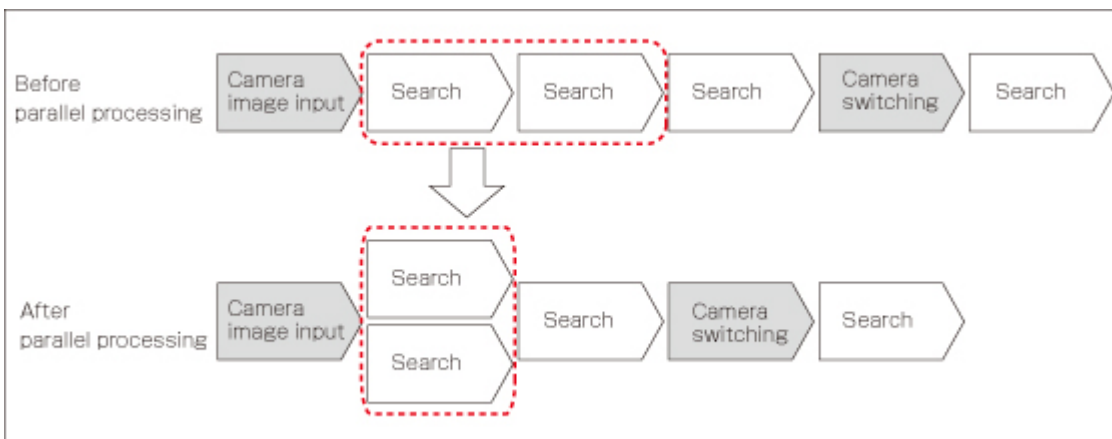 Before
parallel processing
Camera
image input
Search
Search
Search
Camera
switching
Search
After
parallel processing
Camera
image input
Search
Search
Search
Camera
switching
Search